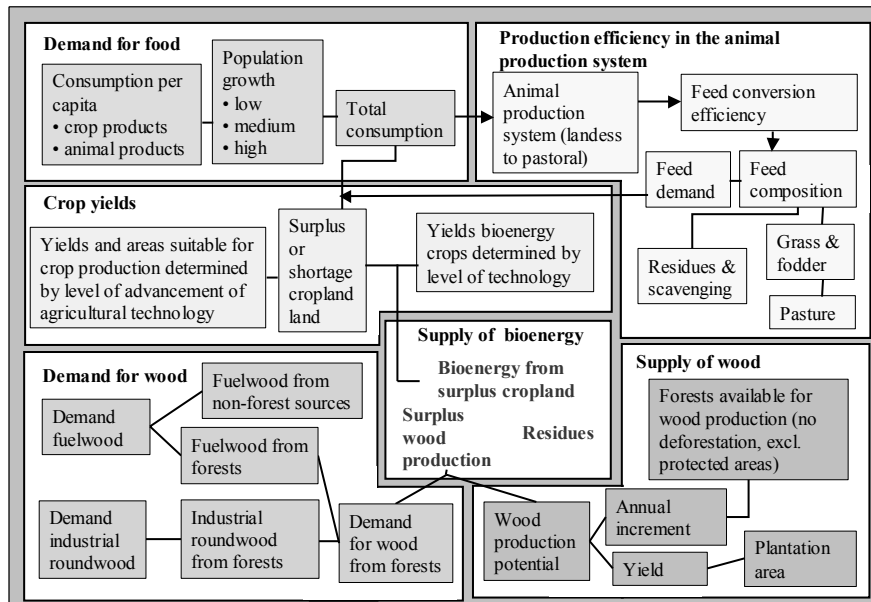 Demand for food
Consumption per
capita
• crop products
• animal products
Population
growth
• low
• medium
• high
Total
consumption
Production efficiency in the animal
production system
Animal
production
system (landess
to pastoral)
Feed conversion
efficiency
Feed
demand
Feed
composition
Residues &
scavenging
Grass &
fodder
Pasture
Crop yields
Yields and areas suitable for
crop production determined
by level of advancement of
agricultural technology
Surplus
or
shortage
cropland
land
Yields bioenergy
crops determined by
level of technology
Supply of bioenergy
Bioenergy from
surplus cropland
Surplus
wood
production
Residues
Demand for wood
Demand
fuelwood
Fuelwood from
non-forest sources
Fuelwood from
forests
Demand
industrial
roundwood
Industrial
roundwood
from forests
Demand
for wood
from forests
Supply of wood
Forests available for
wood production (no
deforestation, excl.
protected areas)
Wood
production
potential
Annual
increment
Yield
Plantation
area